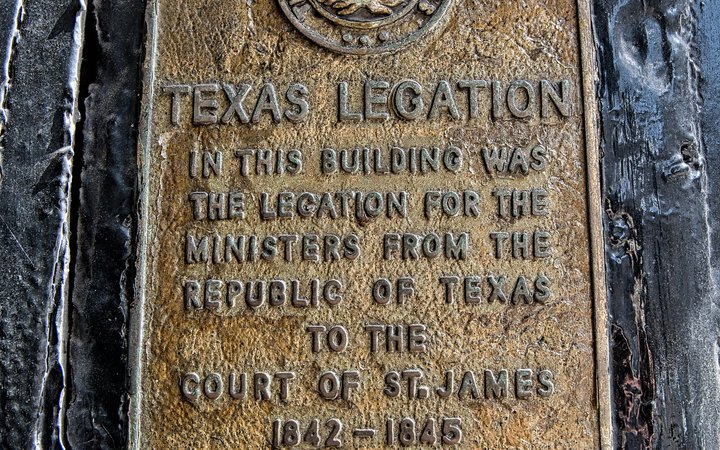 TEXAS LEGATION
IN THIS BUILDING WAS
THE LEGATION FOR THE
MINISTERS FROM THE
REPUBLIC OF TEXAS
TO THE
COURT OF ST. JAMES
1842 – 1845